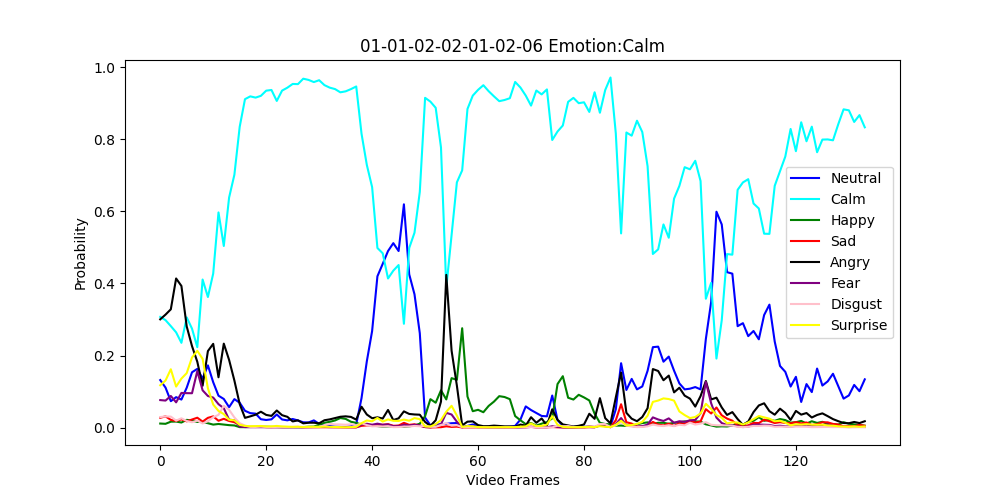 01-01-02-02-01-02-06 Emotion:Calm
1.0
0.8
0.6
0.4
0.2
0.0
Probability
0
20
40
60
80
100
120
Video Frames
Neutral
Calm
Happy
Sad
Angry
Fear
Disgust
Surprise